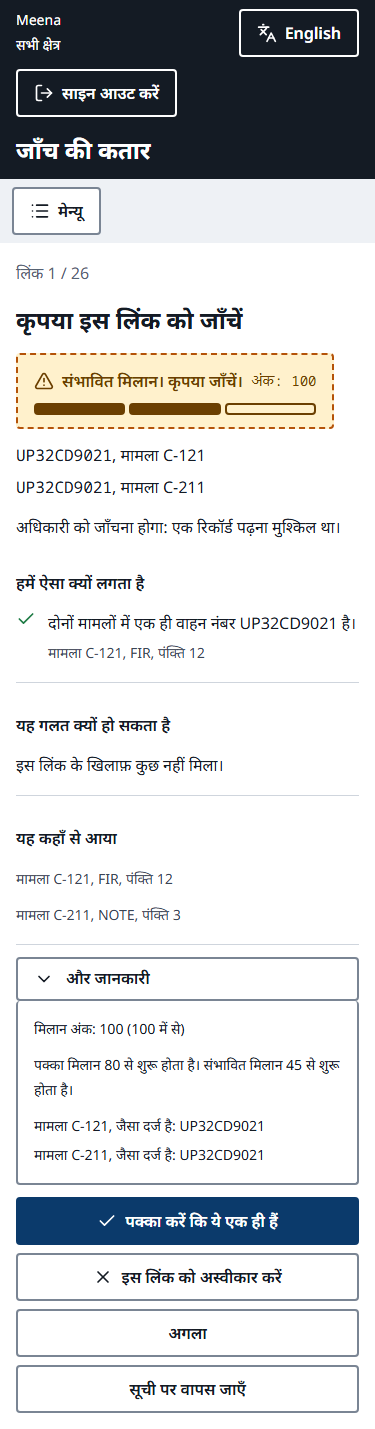 Meena
सभी क्षेत्र
English
साइन आउट करें
जाँच की कतार
मेन्यू
लिंक 1 / 26
कृपया इस लिंक को जाँचें
संभावित मिलान। कृपया जाँचें। अंक: 100
UP32CD9021, मामला C-121
UP32CD9021, मामला C-211
अधिकारी को जाँचना होगा: एक रिकॉर्ड पढ़ना मुश्किल था।
हमें ऐसा क्यों लगता है
दोनों मामलों में एक ही वाहन नंबर UP32CD9021 है।
मामला C-121, FIR, पंक्ति 12
यह गलत क्यों हो सकता है
इस लिंक के खिलाफ़ कुछ नहीं मिला।
यह कहाँ से आया
मामला C-121, FIR, पंक्ति 12
मामला C-211, NOTE, पंक्ति 3
और जानकारी
मिलान अंक: 100 (100 में से)
पक्का मिलान 80 से शुरू होता है। संभावित मिलान 45 से शुरू
होता है।
मामला C-121, जैसा दर्ज है: UP32CD9021
मामला C-211, जैसा दर्ज है: UP32CD9021
पक्का करें कि ये एक ही हैं
इस लिंक को अस्वीकार करें
अगला
सूची पर वापस जाएँ